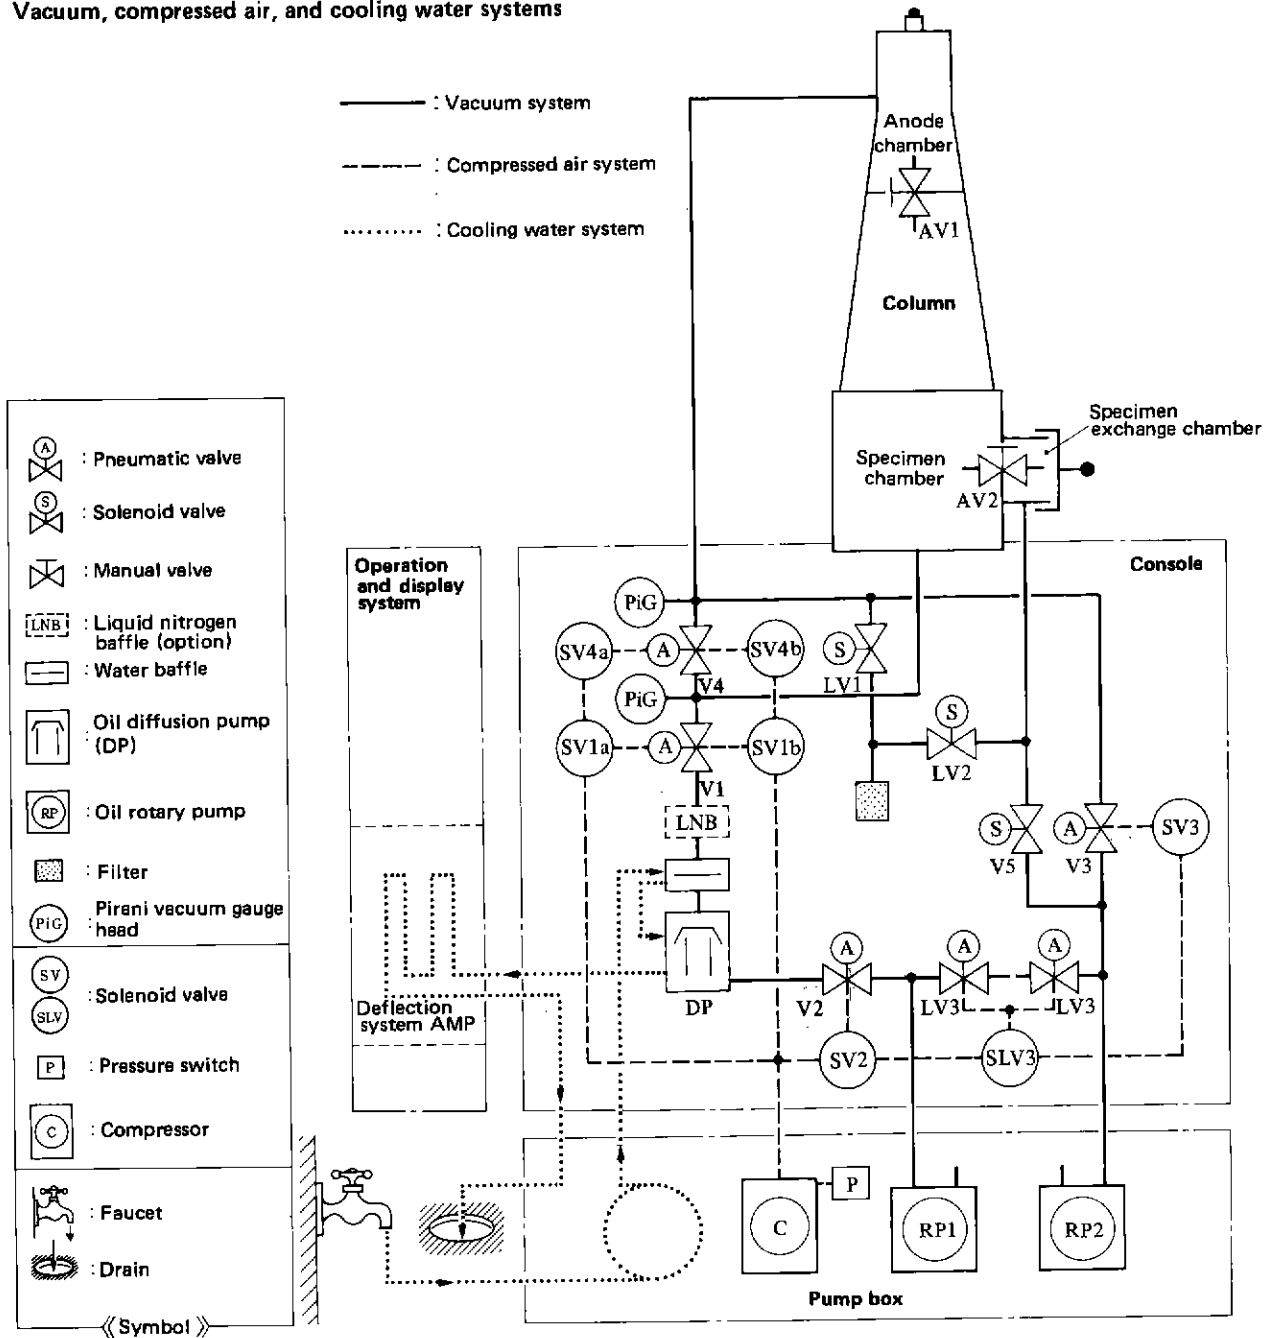 Vacuum, compressed air, and cooling water systems
: Vacuum system
: Compressed air system
: Cooling water system
Anode
chamber
AV1
Column
Specimen
exchange chamber
Specimen
chamber
AV2
A
: Pneumatic valve
S
: Solenoid valve
: Manual valve
LNB
: Liquid nitrogen
baffle (option)
: Water baffle
: Oil diffusion pump
(DP)
RP
: Oil rotary pump
: Filter
PiG
: Pirani vacuum gauge
head
SV
SLV
: Solenoid valve
P
: Pressure switch
C
: Compressor
: Faucet
: Drain
《Symbol》
Operation
and display
system
Deflection
system AMP
Console
PiG
SV4a
A
SV4b
V4
S
LV1
PiG
SV1a
A
SV1b
V1
S
LV2
LNB
S
V5
A
V3
SV3
DP
A
V2
A
LV3
A
LV3
SV2
SLV3
C
P
RP1
RP2
Pump box